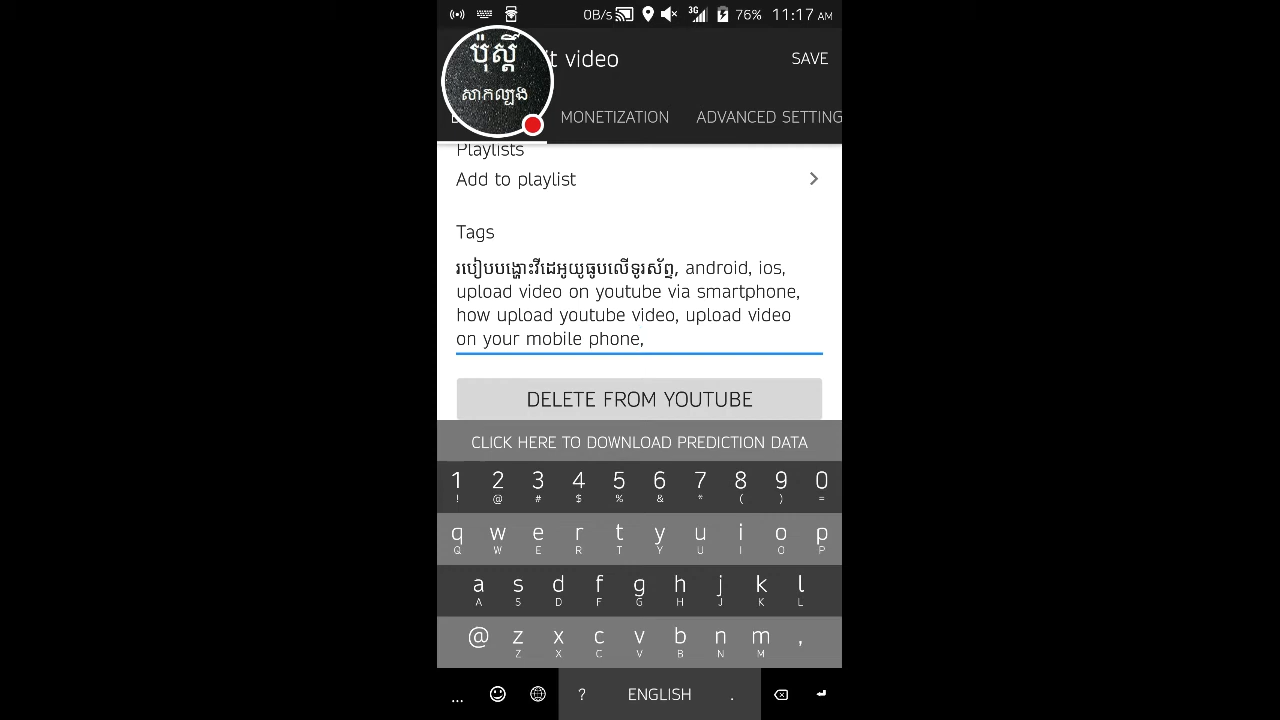 0B/s 3G 76% 11:17 AM
ប៉ុស្តិ៍
សាកល្បង
t video
SAVE
MONETIZATION ADVANCED SETTING
Playlists
Add to playlist
Tags
របៀបបង្ហោះវីដេអូយូធូបលើទូរស័ព្ទ, android, ios,
upload video on youtube via smartphone,
how upload youtube video, upload video
on your mobile phone,
DELETE FROM YOUTUBE
CLICK HERE TO DOWNLOAD PREDICTION DATA
1 2 3 4 5 6 7 8 9 0
! @ # $ % & * ( ) =
q w e r t y u i o p
Q W E R T Y U I O P
a s d f g h j k l
A S D F G H J K L
@ z x c v b n m ,
Z X C V B N M
... ? ENGLISH .